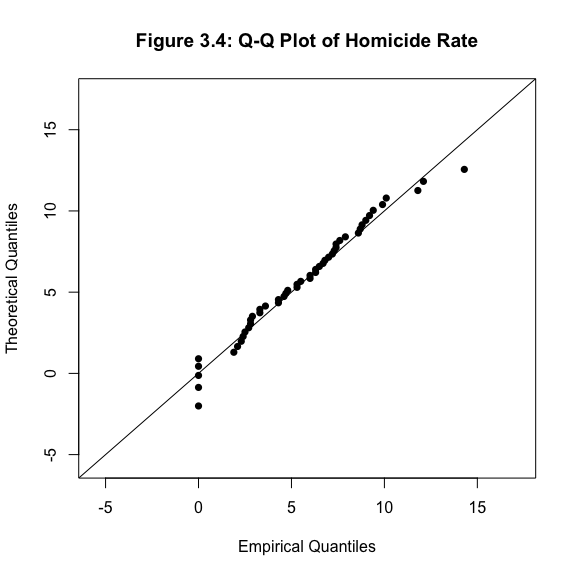 Figure 3.4: Q-Q Plot of Homicide Rate
15
10
5
0
-5
Theoretical Quantiles
-5 0 5 10 15
Empirical Quantiles